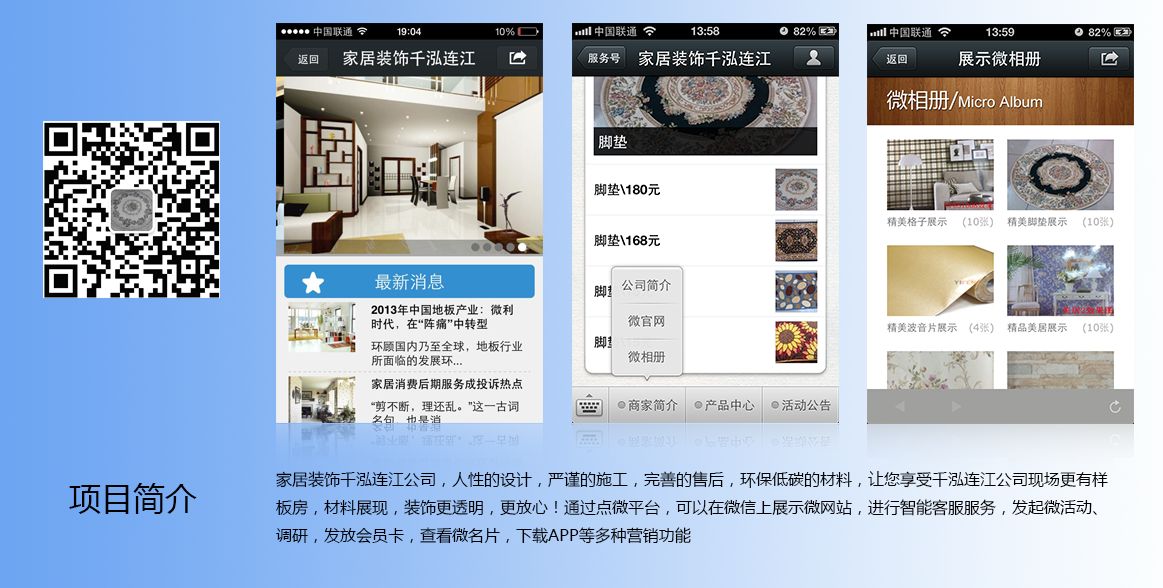 中国联通 19:04 10%
返回 家居装饰千泓连江
最新消息
2013年中国地板产业：微利
时代，在“阵痛”中转型
环顾国内乃至全球，地板行业
所面临的发展环...
家居消费后期服务成投诉热点
“剪不断，理还乱。”这一古词
名句，也是消
中国联通 13:58 82%
服务号 家居装饰千泓连江
脚垫
脚垫\180元
脚垫\168元
脚
脚
公司简介
微官网
微相册
商家简介 产品中心 活动公告
中国联通 13:59 82%
返回 展示微相册
微相册/Micro Album
精美格子展示 (10张) 精美脚垫展示 (10张)
精美波音片展示 (4张) 精品美居展示 (10张)
项目简介
家居装饰千泓连江公司，人性的设计，严谨的施工，完善的售后，环保低碳的材料，让您享受千泓连江公司现场更有样
板房，材料展现，装饰更透明，更放心！通过点微平台，可以在微信上展示微网站，进行智能客服服务，发起微活动、
调研，发放会员卡，查看微名片，下载APP等多种营销功能